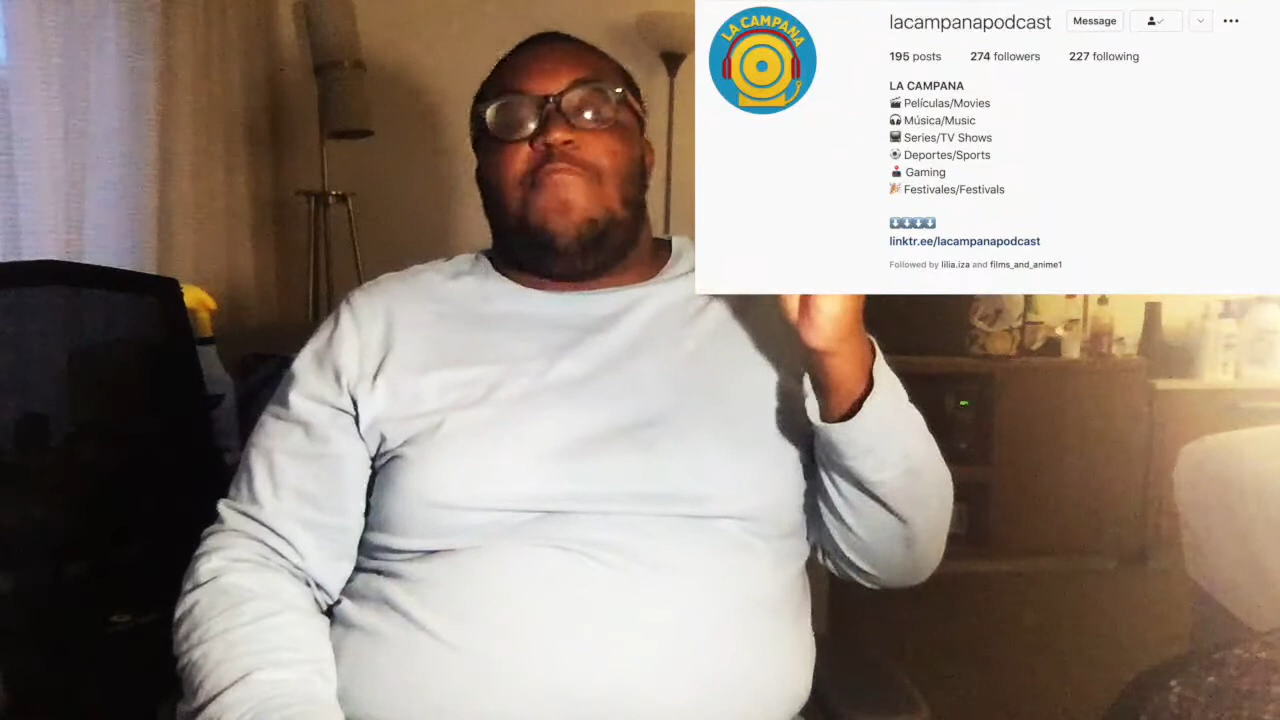 LA CAMPANA
lacampanapodcast Message
195 posts 274 followers 227 following
LA CAMPANA
Películas/Movies
Música/Music
Series/TV Shows
Deportes/Sports
Gaming
Festivales/Festivals
linktr.ee/lacampanapodcast
Followed by lilia.iza and films_and_anime1